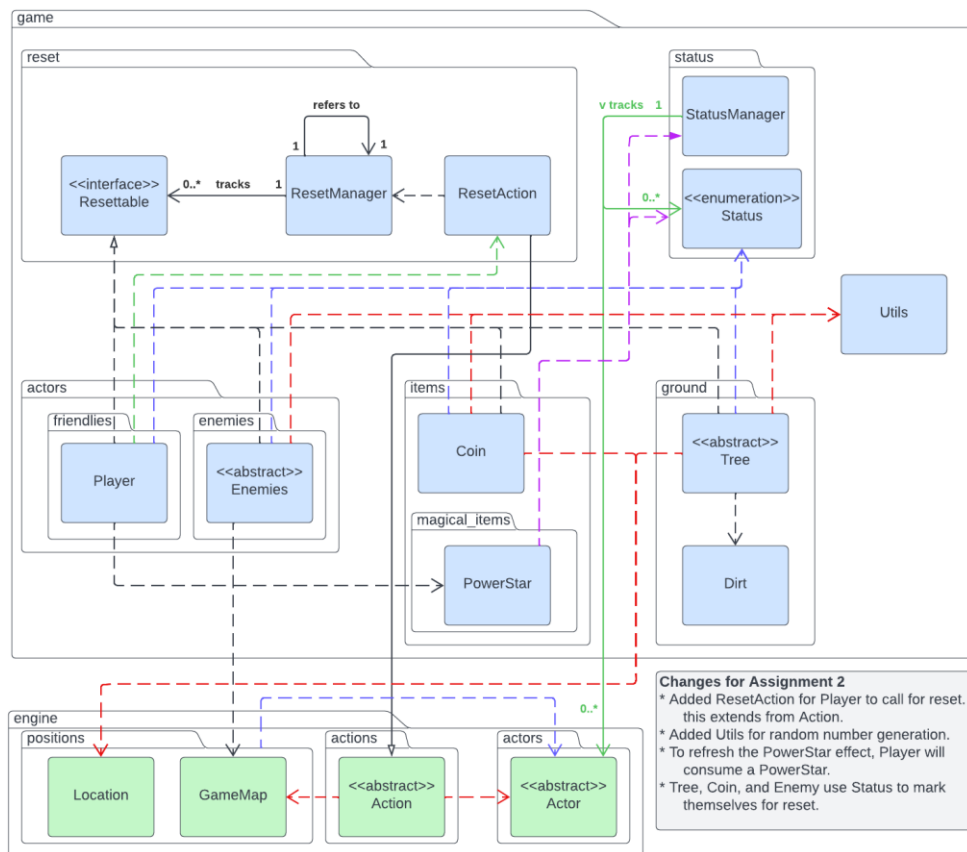 game
reset
status
refers to
v tracks 1
StatusManager
1
1
<<interface>>
Resettable
0..* tracks 1
ResetManager
ResetAction
0..*
<<enumeration>>
Status
Utils
actors
items
ground
friendlies
enemies
Player
<<abstract>>
Enemies
Coin
<<abstract>>
Tree
magical_items
PowerStar
Dirt
Changes for Assignment 2
* Added ResetAction for Player to call for reset.
this extends from Action.
* Added Utils for random number generation.
* To refresh the PowerStar effect, Player will
consume a PowerStar.
* Tree, Coin, and Enemy use Status to mark
themselves for reset.
0..*
engine
positions
actions
actors
Location
GameMap
<<abstract>>
Action
<<abstract>>
Actor